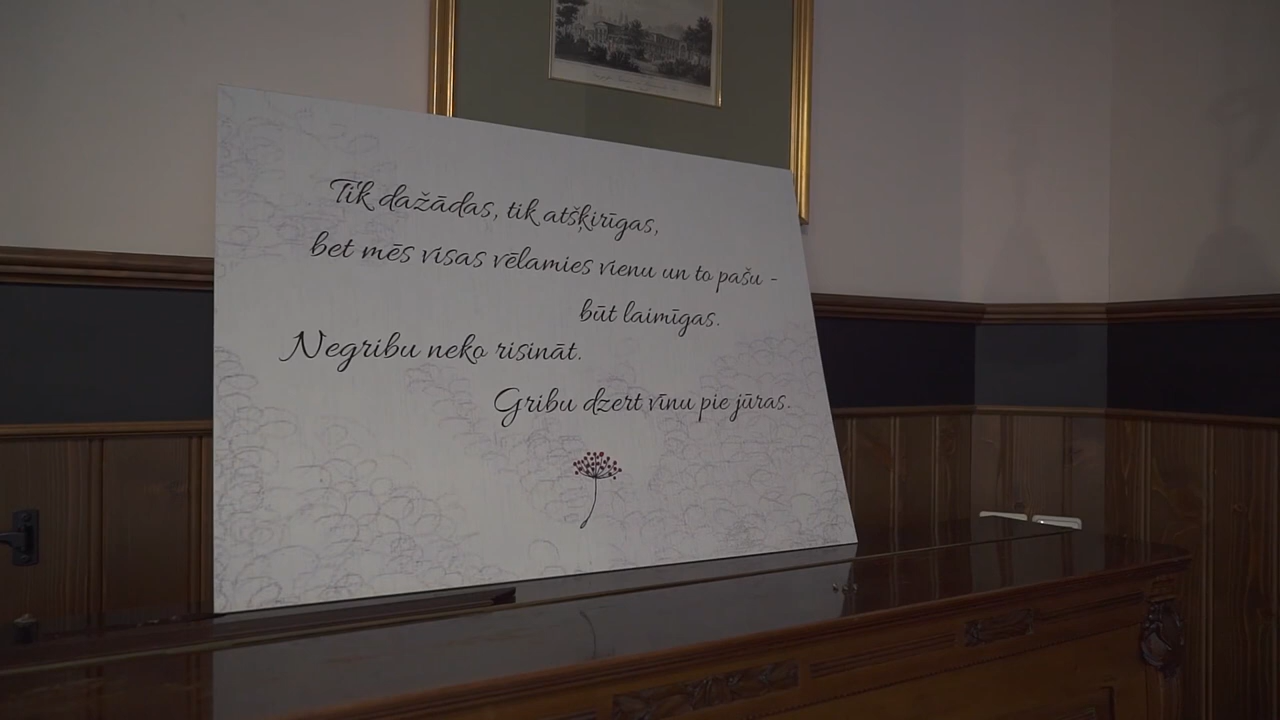 Tik dažādas, tik atšķirīgas,
bet mēs visas vēlamies vienu un to pašu -
būt laimīgas.
Negribu neko risināt.
Gribu dzert vīnu pie jūras.